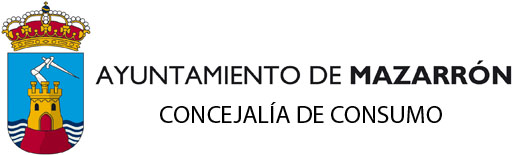 AYUNTAMIENTO DE MAZARRÓN
CONCEJALÍA DE CONSUMO